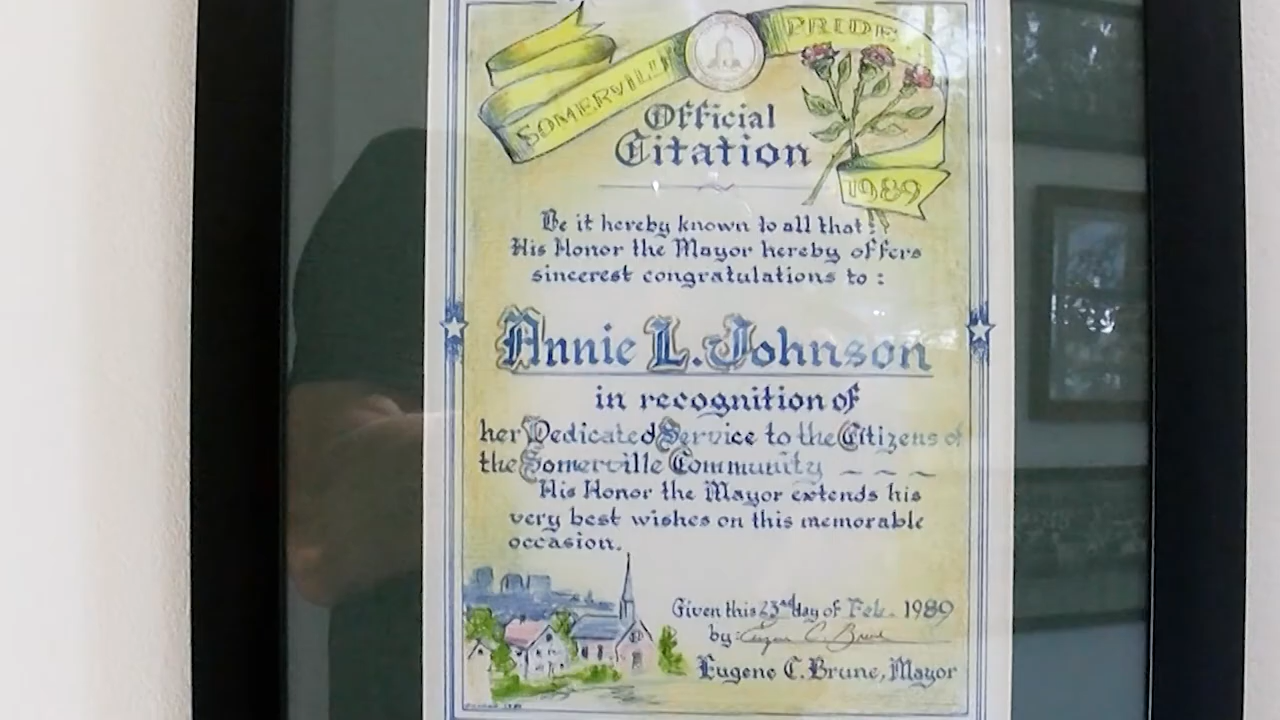 SOMERVILLE PRIDE
Official
Citation
1989
Be it hereby known to all that:
His Honor the Mayor hereby offers
sincerest congratulations to :
Annie L. Johnson
in recognition of
her Dedicated Service to the Citizens of
the Somerville Community ~ ~ ~
His Honor the Mayor extends his
very best wishes on this memorable
occasion.
Given this 23rd day of Feb. 1989
by: Eugene C. Brune
Eugene C. Brune, Mayor